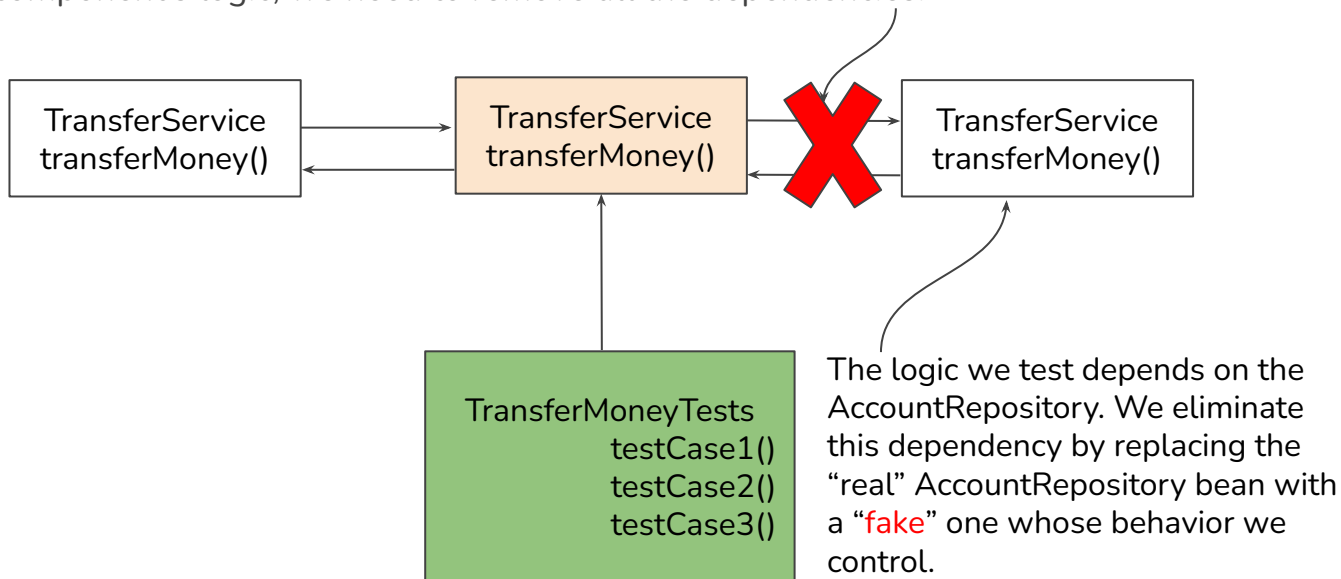 TransferService
transferMoney()
TransferService
transferMoney()
TransferService
transferMoney()
TransferMoneyTests
testCase1()
testCase2()
testCase3()
The logic we test depends on the
AccountRepository. We eliminate
this dependency by replacing the
“real” AccountRepository bean with
a “fake” one whose behavior we
control.